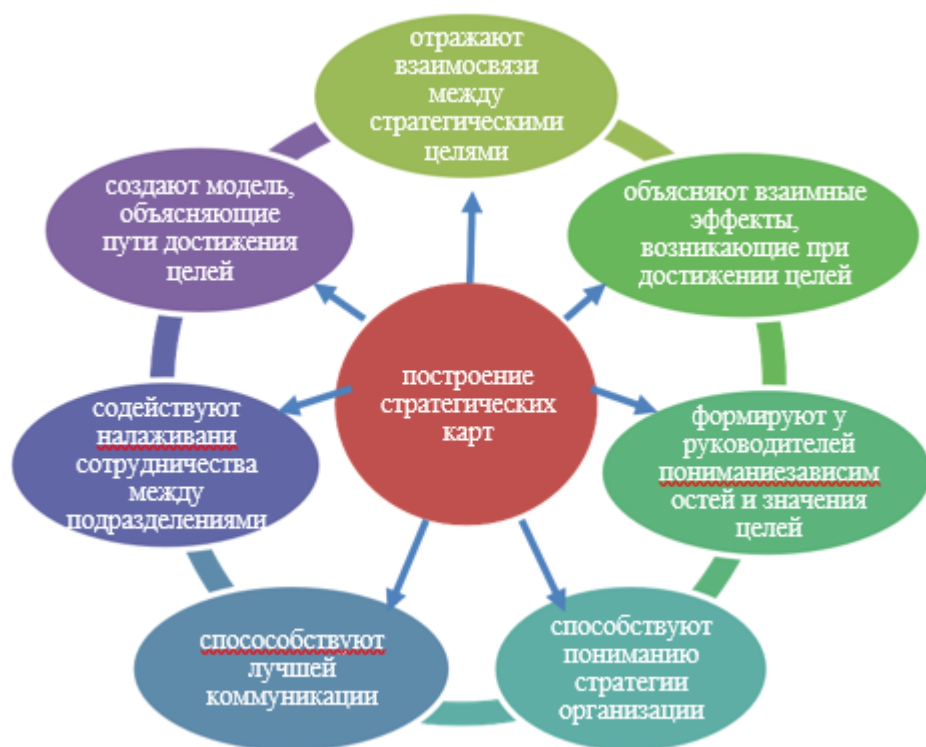 отражают
взаимосвязи
между
стратегическими
целями
объясняют взаимные
эффекты,
возникающие при
достижении целей
формируют у
руководителей
пониманиезависим
остей и значения
целей
способствуют
пониманию
стратегии
организации
спосособствуют
лучшей
коммуникации
содействуют
налаживани
сотрудничества
между
подразделениями
создают модель,
объясняющие
пути достижения
целей
построение
стратегических
карт